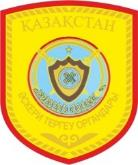 ҚАЗАҚСТАН
ӘСКЕРИ ТЕРГЕУ ОРГАНДАРЫ